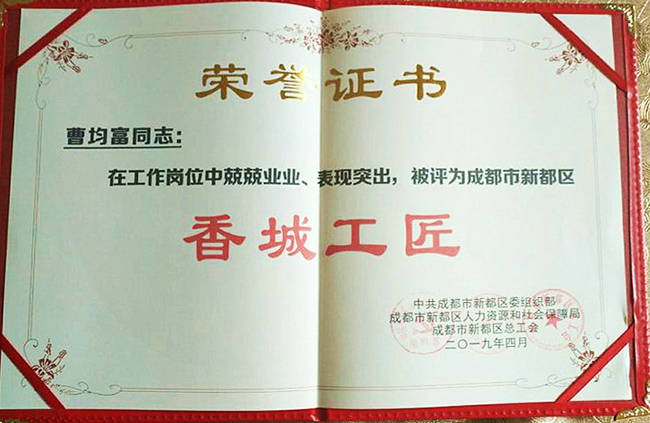 荣誉证书
曹均富同志：
在工作岗位中兢兢业业、表现突出，被评为成都市新都区
香城工匠
中共成都市新都区委组织部
成都市新都区人力资源和社会保障局
成都市新都区总工会
二〇一九年四月